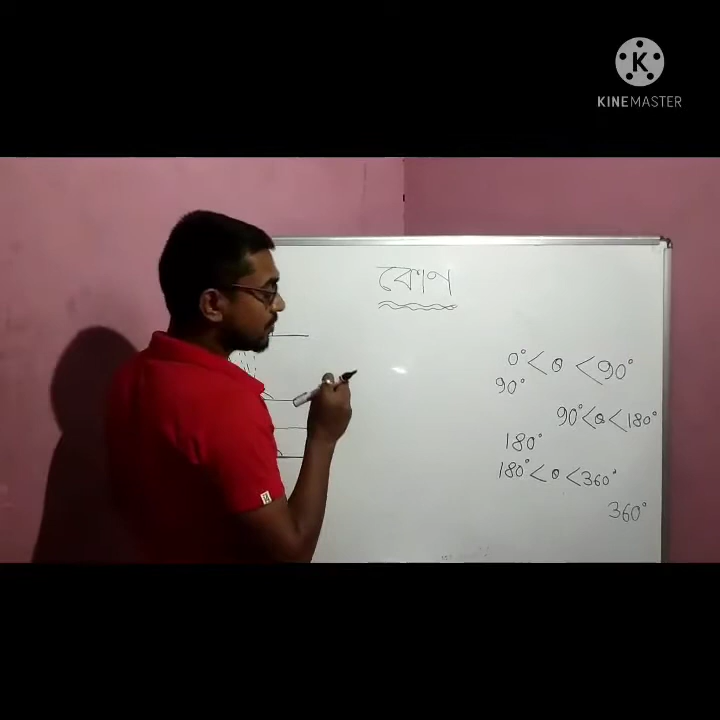 KINEMASTER
কোণ
0° < θ < 90°
90°
90° < θ < 180°
180°
180° < θ < 360°
360°